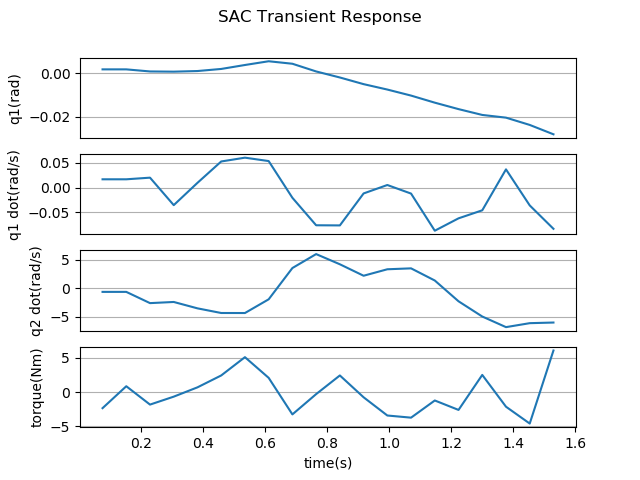 SAC Transient Response
q1(rad)
0.00
−0.02
q1 dot(rad/s)
0.05
0.00
−0.05
q2 dot(rad/s)
5
0
−5
torque(Nm)
5
0
−5
0.2 0.4 0.6 0.8 1.0 1.2 1.4 1.6
time(s)